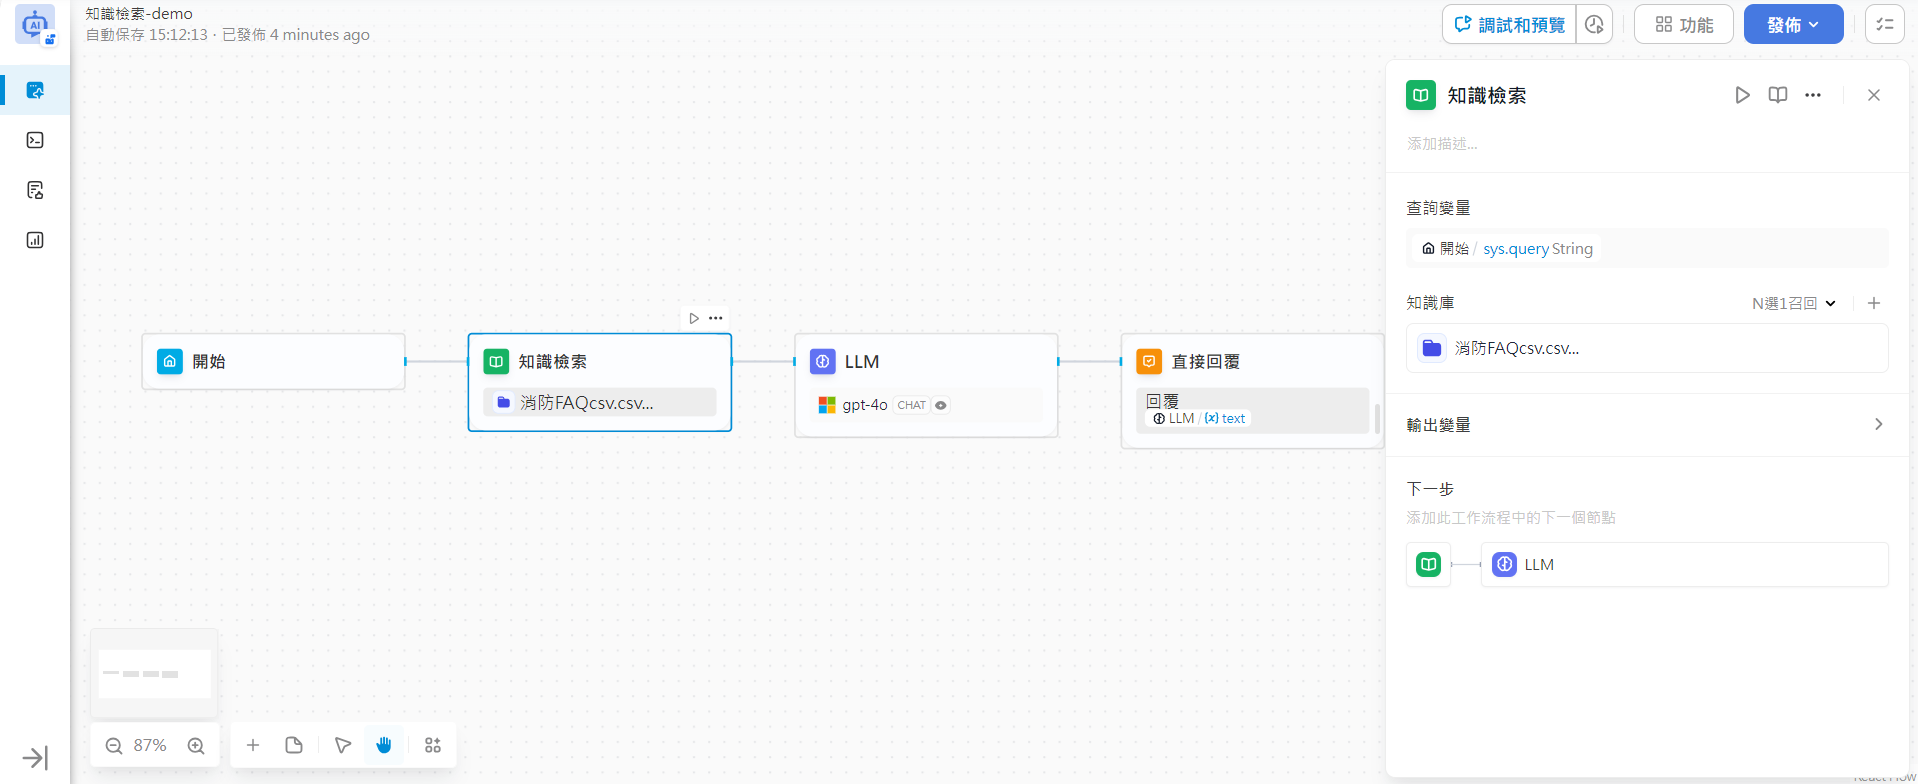 知識檢索-demo
自動保存 15:12:13 · 已發佈 4 minutes ago
調試和預覽
功能
發佈
開始
知識檢索
消防FAQcsv.csv...
LLM
gpt-4o CHAT
直接回覆
回覆
LLM / {x} text
87%
知識檢索
添加描述...
查詢變量
開始 / sys.query String
知識庫
N選1召回
消防FAQcsv.csv...
輸出變量
下一步
添加此工作流程中的下一個節點
LLM
React Flow